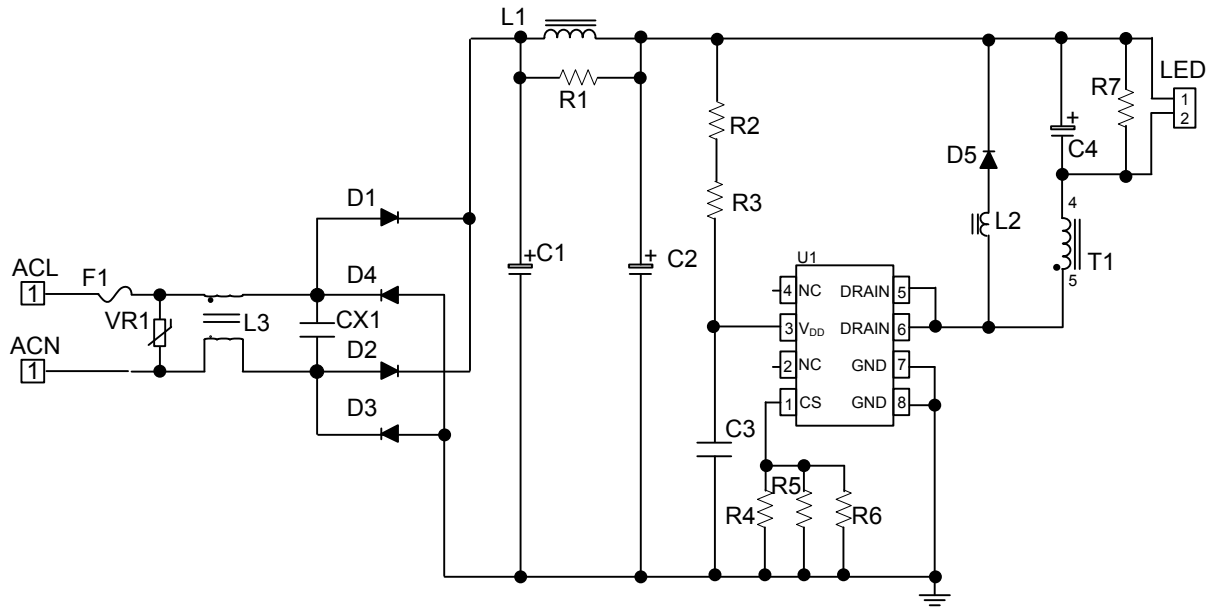 L1
LED
R1
R7
1
2
+
R2
C4
D5
R3
D1
4
L2
T1
5
+C1
+
C2
U1
ACL
1
F1
D4
4 NC DRAIN 5
VR1
L3
CX1
3 VDD DRAIN 6
ACN
1
D2
2 NC GND 7
1 CS GND 8
D3
C3
R5
R4
R6